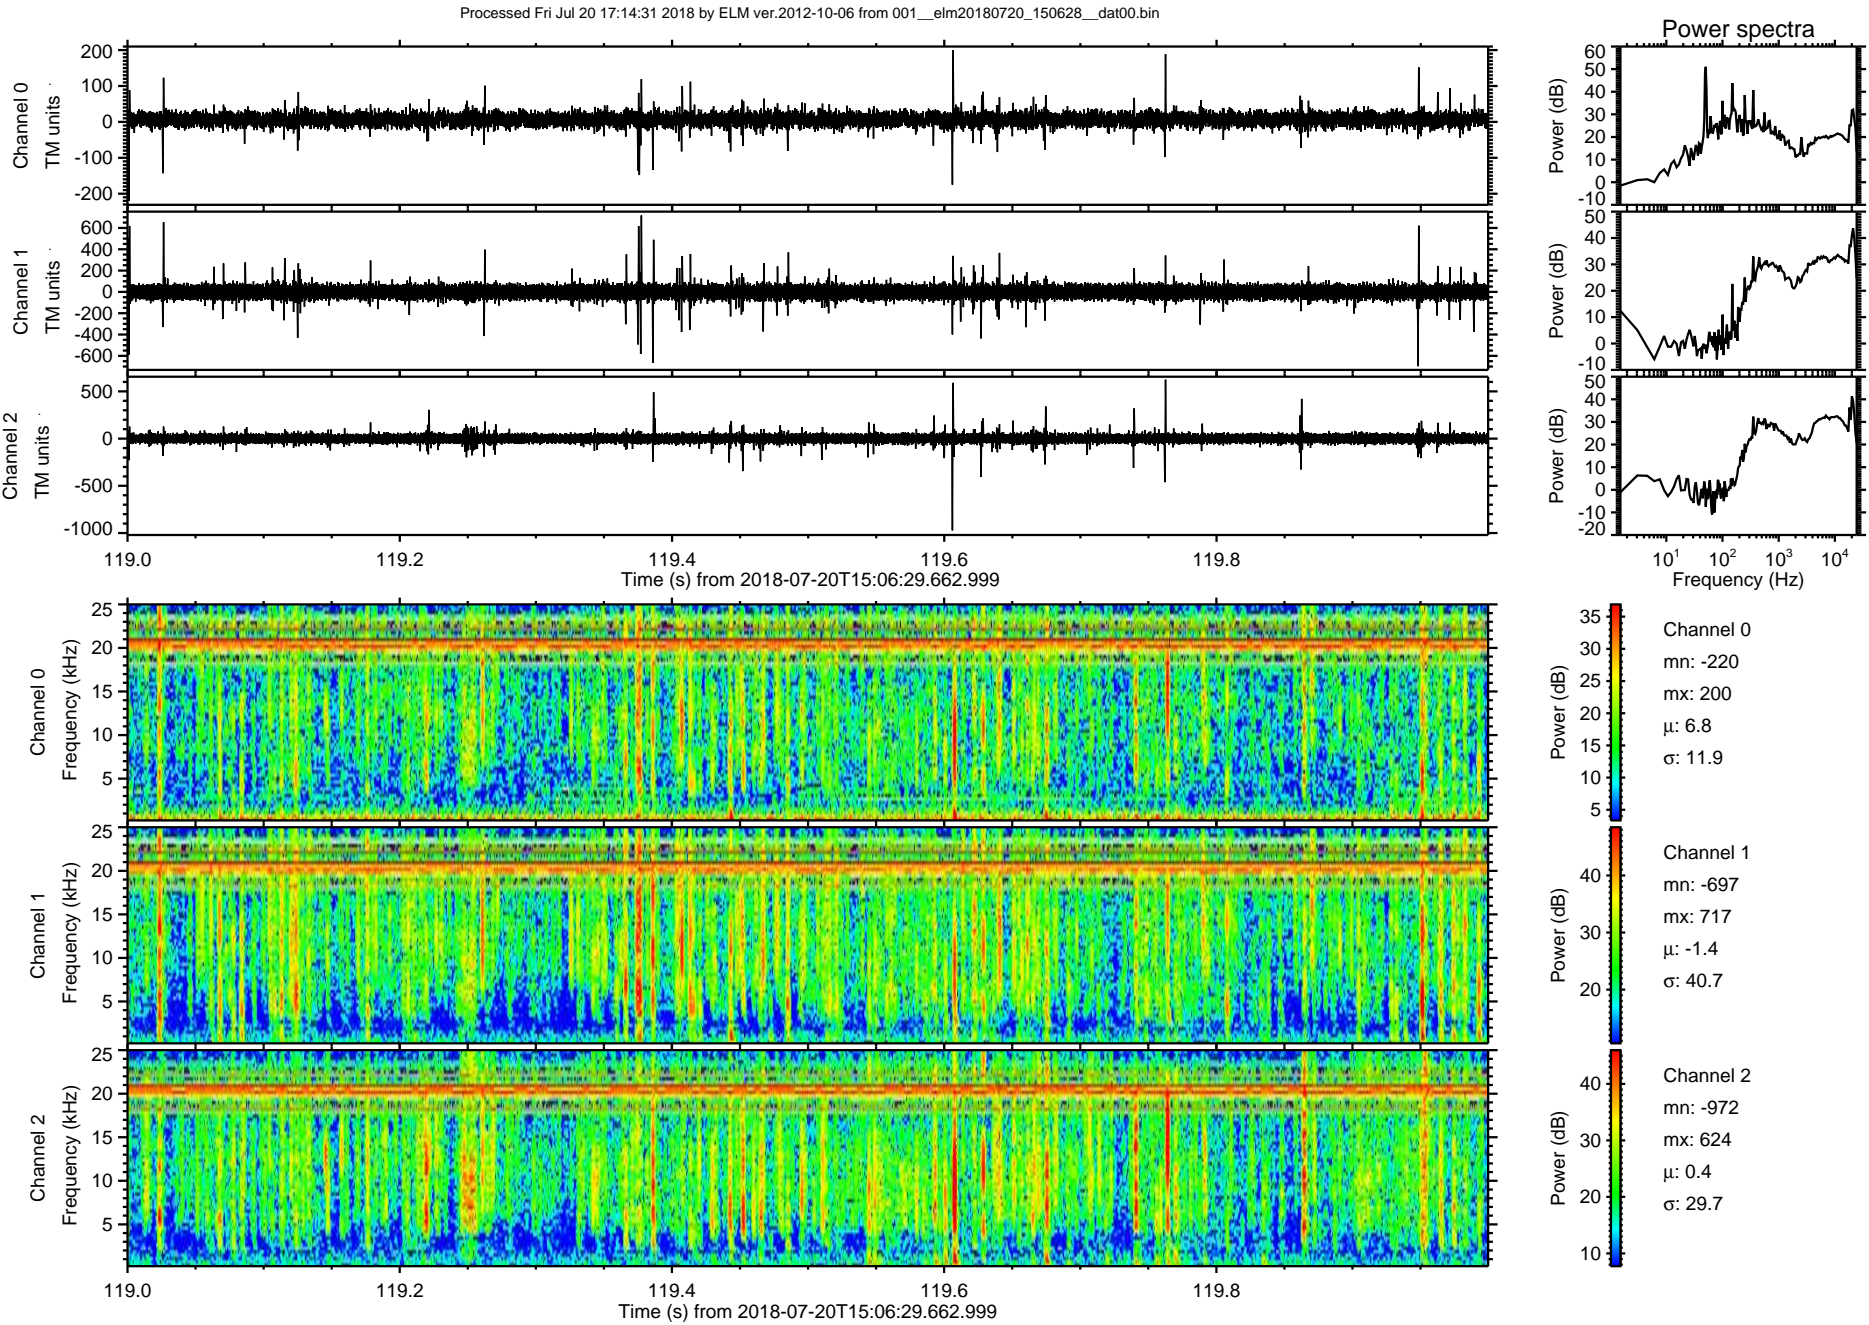 Processed Fri Jul 20 17:14:31 2018 by ELM ver.2012-10-06 from 001__elm20180720_150628__dat00.bin
Power spectra
Channel 0
TM units
200
100
0
-100
-200
Power (dB)
60
50
40
30
20
10
0
-10
Channel 1
TM units
600
400
200
0
-200
-400
-600
Power (dB)
50
40
30
20
10
0
-10
Channel 2
TM units
500
0
-500
-1000
Power (dB)
50
40
30
20
10
0
-10
-20
119.0 119.2 119.4 119.6 119.8
Time (s) from 2018-07-20T15:06:29.662.999
10^1 10^2 10^3 10^4
Frequency (Hz)
Channel 0
Frequency (kHz)
25
20
15
10
5
Power (dB)
35
30
25
20
15
10
5
Channel 0
mn: -220
mx: 200
μ: 6.8
σ: 11.9
Channel 1
Frequency (kHz)
25
20
15
10
5
Power (dB)
40
30
20
Channel 1
mn: -697
mx: 717
μ: -1.4
σ: 40.7
Channel 2
Frequency (kHz)
25
20
15
10
5
Power (dB)
40
30
20
10
Channel 2
mn: -972
mx: 624
μ: 0.4
σ: 29.7
119.0 119.2 119.4 119.6 119.8
Time (s) from 2018-07-20T15:06:29.662.999